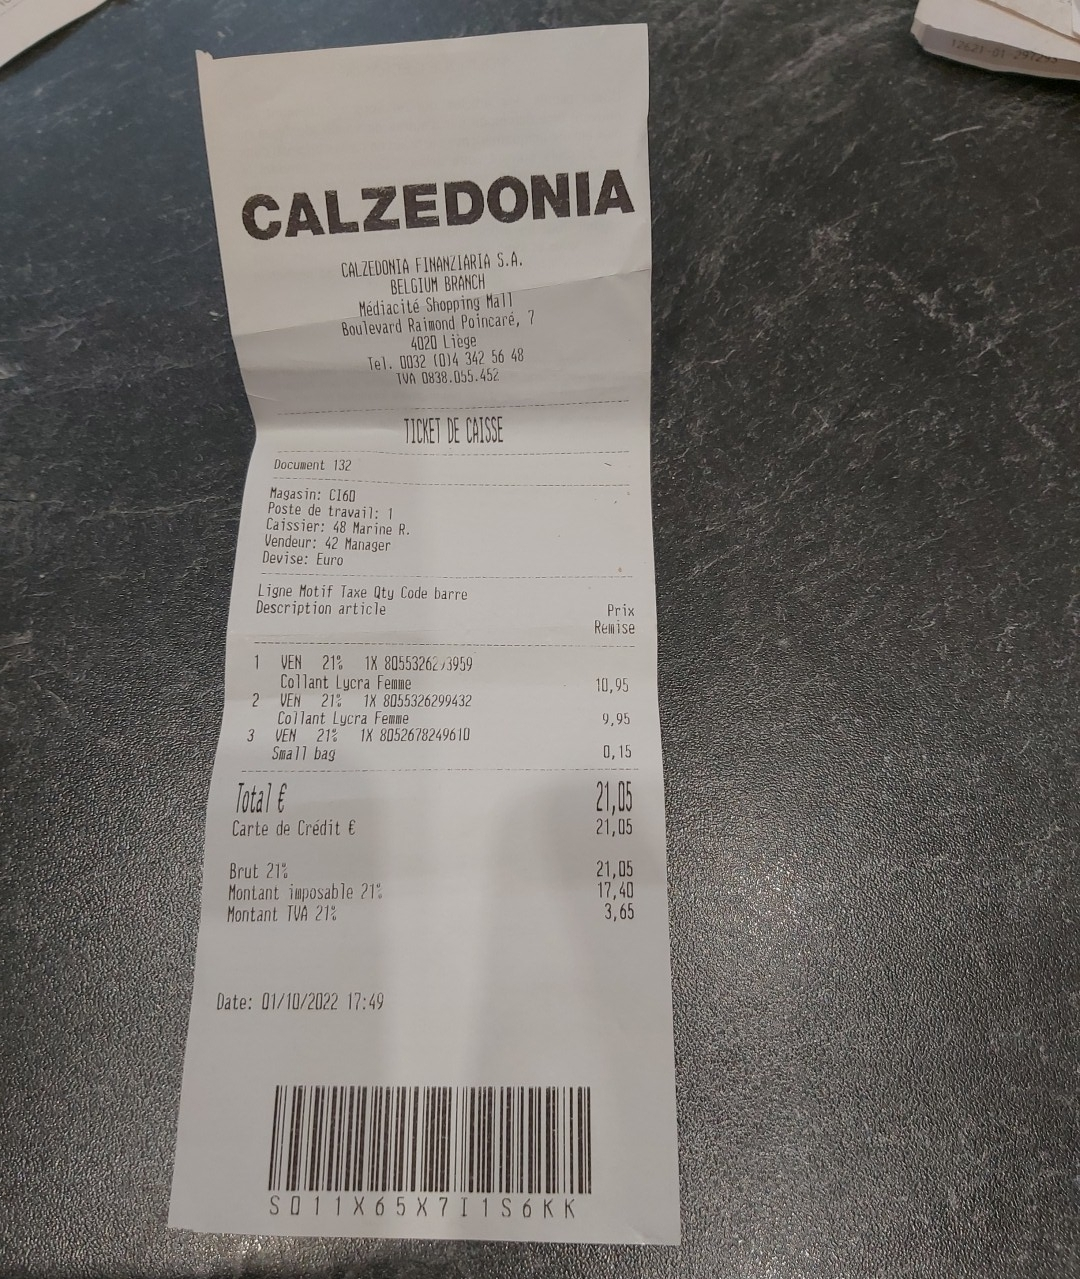 CALZEDONIA
CALZEDONIA FINANZIARIA S.A.
BELGIUM BRANCH
Médiacité Shopping Mall
Boulevard Raimond Poincaré, 7
4020 Liège
Tel. 0032 (0)4 342 56 48
TVA 0838.055.452
TICKET DE CAISSE
Document 132
Magasin: CI60
Poste de travail: 1
Caissier: 48 Marine R.
Vendeur: 42 Manager
Devise: Euro
Ligne Motif Taxe Qty Code barre
Description article Prix
Remise
1 VEN 21% 1X
Collant Lycra Femme 10,95
2 VEN 21% 1X 8055326299432
Collant Lycra Femme 9,95
3 VEN 21% 1X 8052678249610
Small bag 0,15
Total € 21,05
Carte de Crédit € 21,05
Brut 21% 21,05
Montant imposable 21% 17,40
Montant TVA 21% 3,65
Date: 01/10/2022 17:49
S011X65X7I1S6KK